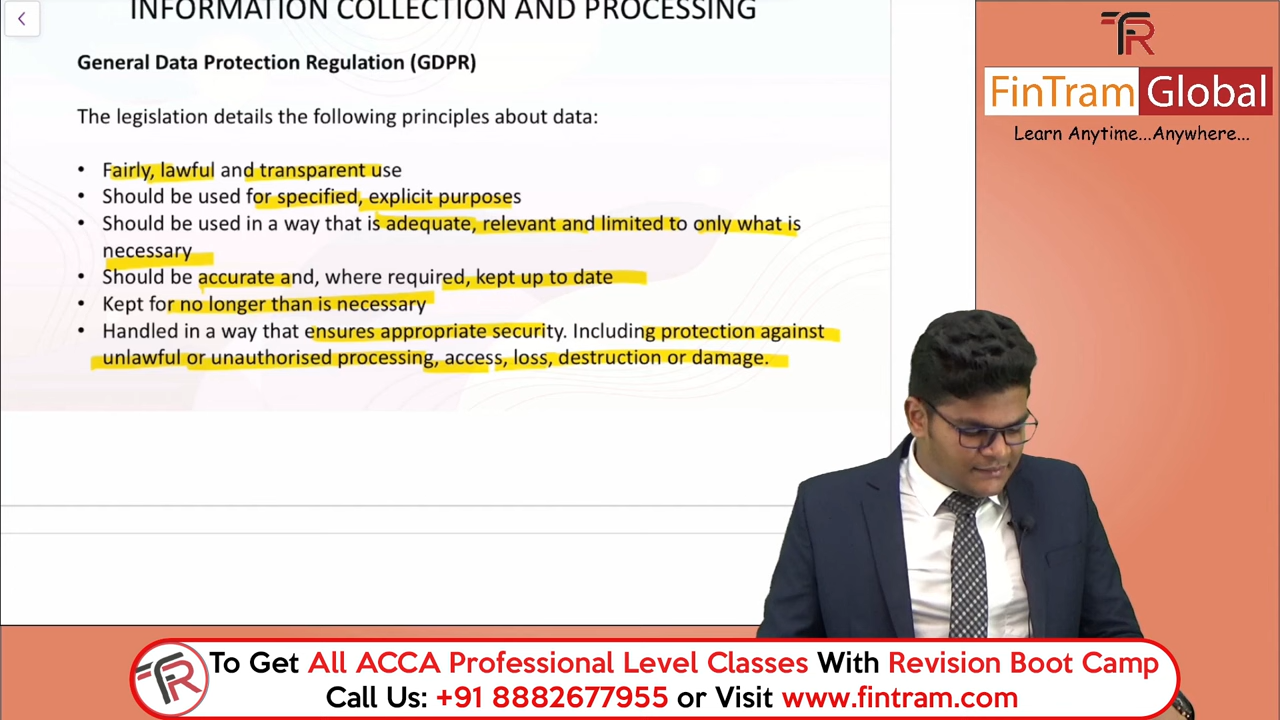 INFORMATION COLLECTION AND PROCESSING
General Data Protection Regulation (GDPR)
The legislation details the following principles about data:
• Fairly, lawful and transparent use
• Should be used for specified, explicit purposes
• Should be used in a way that is adequate, relevant and limited to only what is
necessary
• Should be accurate and, where required, kept up to date
• Kept for no longer than is necessary
• Handled in a way that ensures appropriate security. Including protection against
unlawful or unauthorised processing, access, loss, destruction or damage.
FinTram Global
Learn Anytime...Anywhere...
To Get All ACCA Professional Level Classes With Revision Boot Camp
Call Us: +91 8882677955 or Visit www.fintram.com